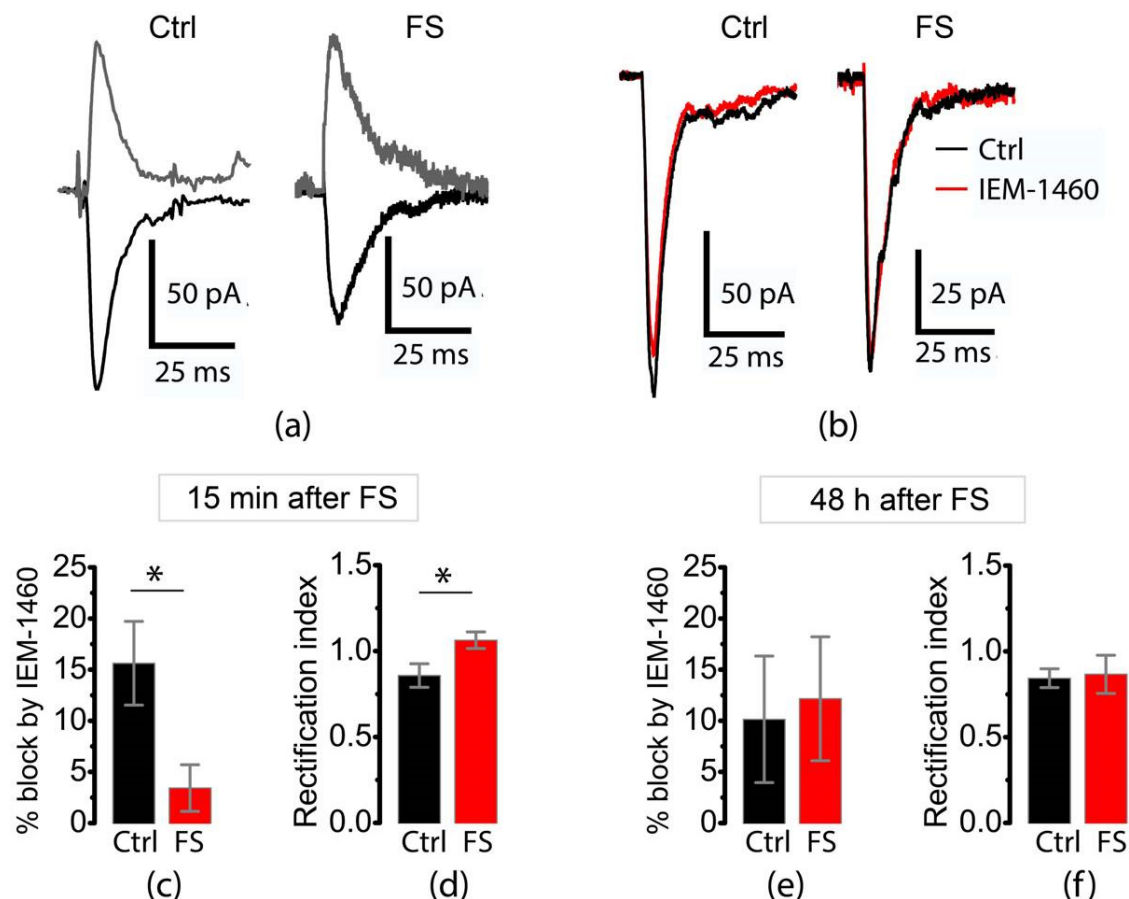 Ctrl FS Ctrl FS
Ctrl
IEM-1460
50 pA 50 pA 50 pA 25 pA
25 ms 25 ms 25 ms 25 ms
(a) (b)
15 min after FS 48 h after FS
% block by IEM-1460
25
20
15
10
5
0
*
Ctrl FS
(c)
Rectification index
1.5
1.0
0.5
0.0
*
Ctrl FS
(d)
% block by IEM-1460
25
20
15
10
5
0
Ctrl FS
(e)
Rectification index
1.5
1.0
0.5
0.0
Ctrl FS
(f)